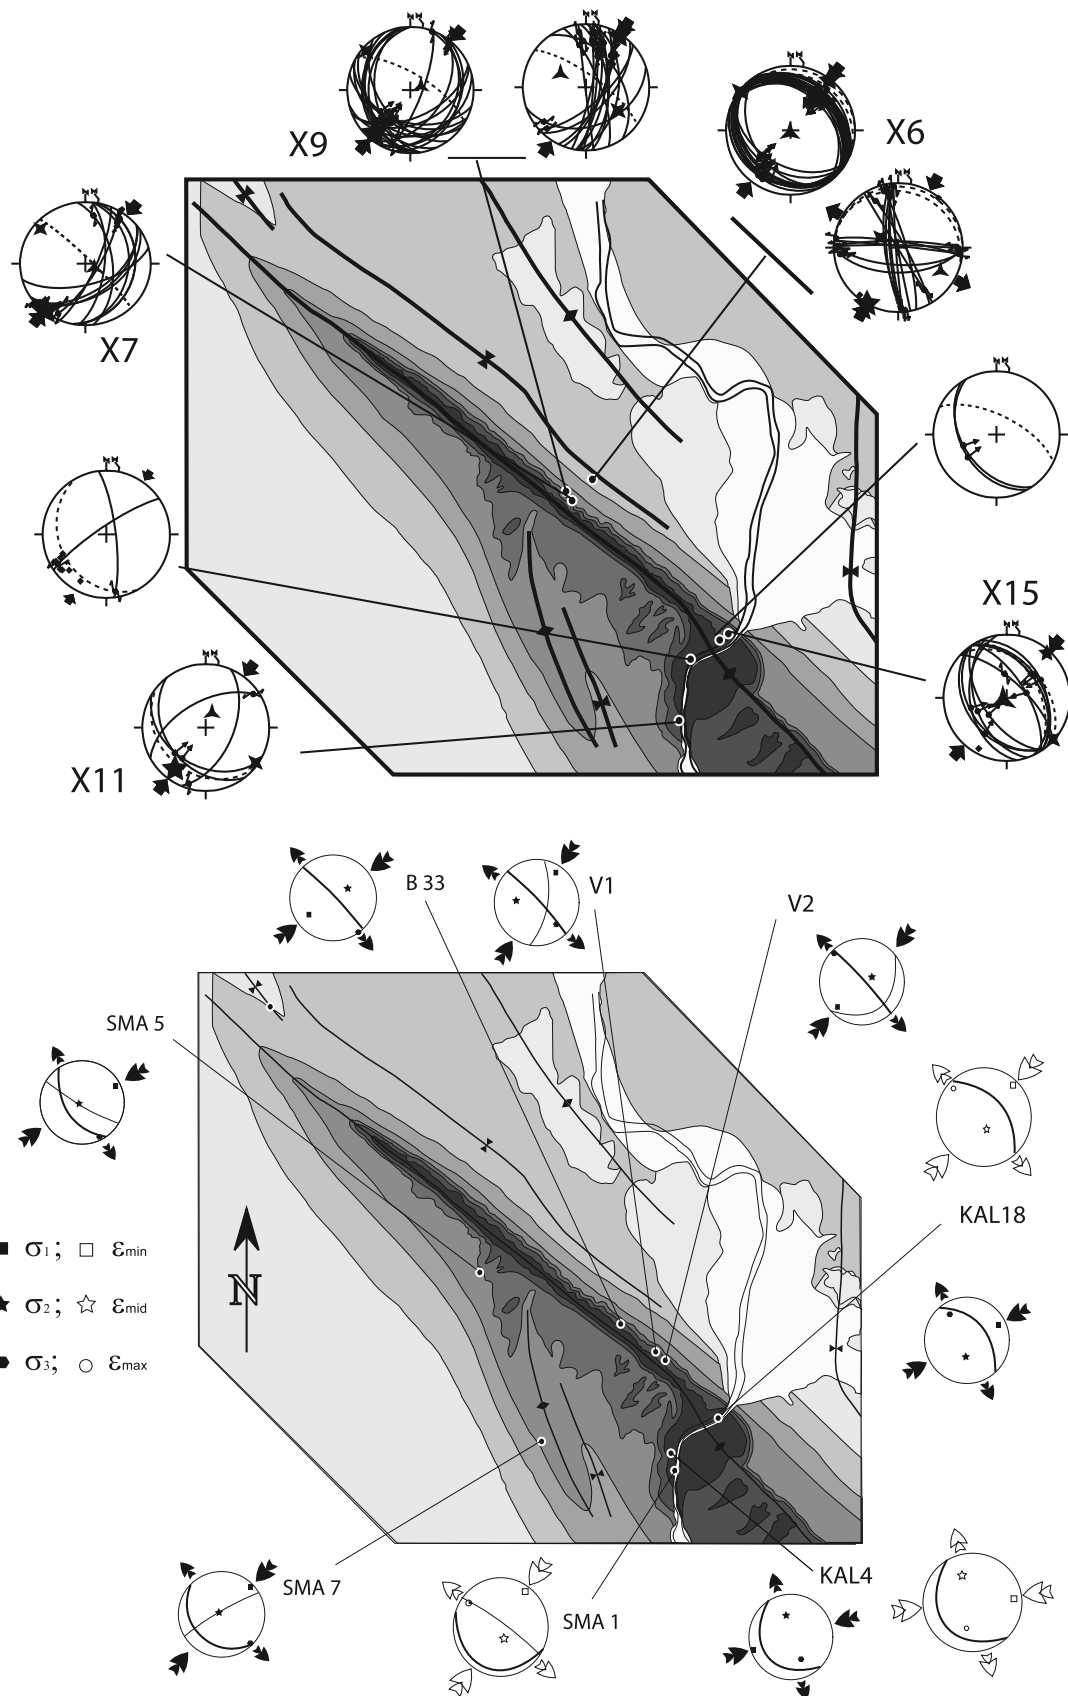 X9
X6
X7
X15
X11
B 33
V1
V2
SMA 5
KAL18
σ1; εmin
σ2; εmid
σ3; εmax
N
SMA 7
SMA 1
KAL4